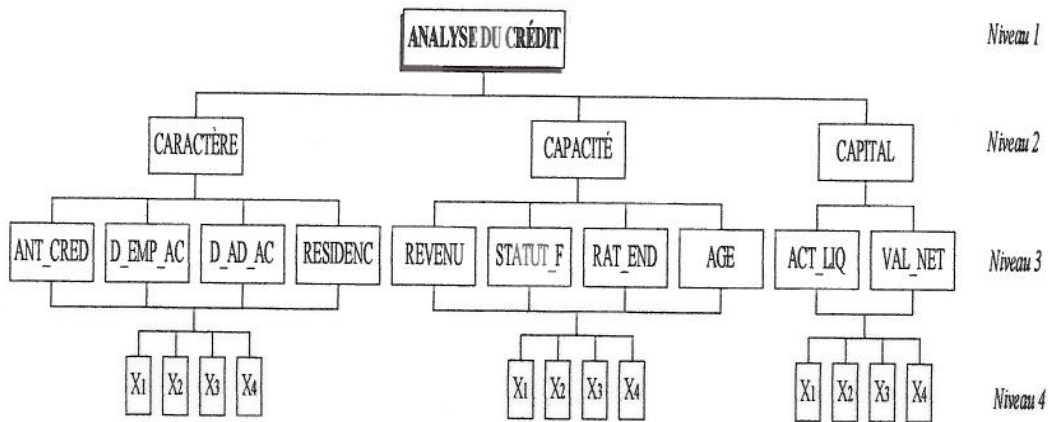 ANALYSE DU CRÉDIT
Niveau 1
CARACTÈRE
CAPACITÉ
CAPITAL
Niveau 2
ANT_CRED
D_EMP_AC
D_AD_AC
RESIDENC
REVENU
STATUT_F
RAT_END
AGE
ACT_LIQ
VAL_NET
Niveau 3
X1
X2
X3
X4
X1
X2
X3
X4
X1
X2
X3
X4
Niveau 4